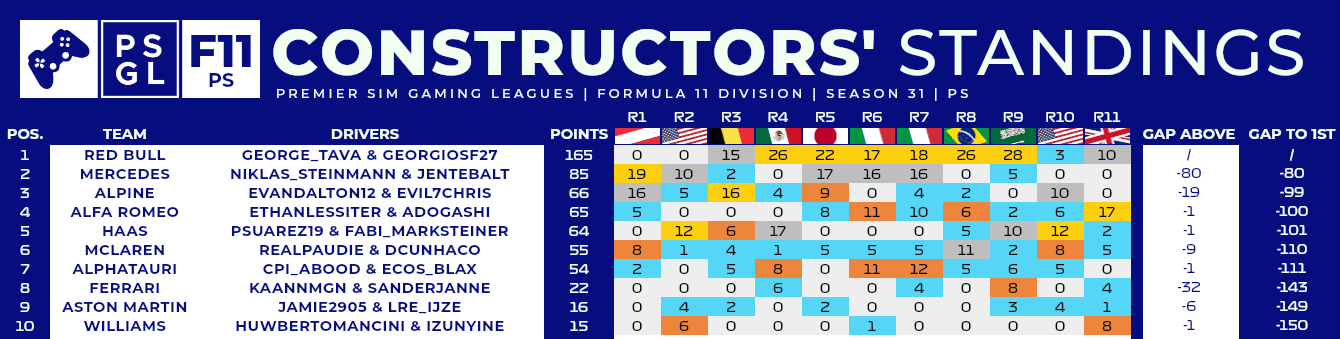 PS
GL
F11
PS
CONSTRUCTORS' STANDINGS
PREMIER SIM GAMING LEAGUES | FORMULA 11 DIVISION | SEASON 31 | PS
R1 R2 R3 R4 R5 R6 R7 R8 R9 R10 R11
POS. TEAM DRIVERS POINTS GAP ABOVE GAP TO 1ST
1 RED BULL GEORGE_TAVA & GEORGIOSF27 165 0 0 15 26 22 17 18 26 28 3 10 / /
2 MERCEDES NIKLAS_STEINMANN & JENTEBALT 85 19 10 2 0 17 16 16 0 5 0 0 -80 -80
3 ALPINE EVANDALTON12 & EVIL7CHRIS 66 16 5 16 4 9 0 4 2 0 10 0 -19 -99
4 ALFA ROMEO ETHANLESSITER & ADOGASHI 65 5 0 0 0 8 11 10 6 2 6 17 -1 -100
5 HAAS PSUAREZ19 & FABI_MARKSTEINER 64 0 12 6 17 0 0 0 5 10 12 2 -1 -101
6 MCLAREN REALPAUDIE & DCUNHACO 55 8 1 4 1 5 5 5 11 2 8 5 -9 -110
7 ALPHATAURI CPI_ABOOD & ECOS_BLAX 54 2 0 5 8 0 11 12 5 6 5 0 -1 -111
8 FERRARI KAANNMGN & SANDERJANNE 22 0 0 0 6 0 0 4 0 8 0 4 -32 -143
9 ASTON MARTIN JAMIE2905 & LRE_IJZE 16 0 4 2 0 2 0 0 0 3 4 1 -6 -149
10 WILLIAMS HUWBERTOMANCINI & IZUNYINE 15 0 6 0 0 0 1 0 0 0 0 8 -1 -150